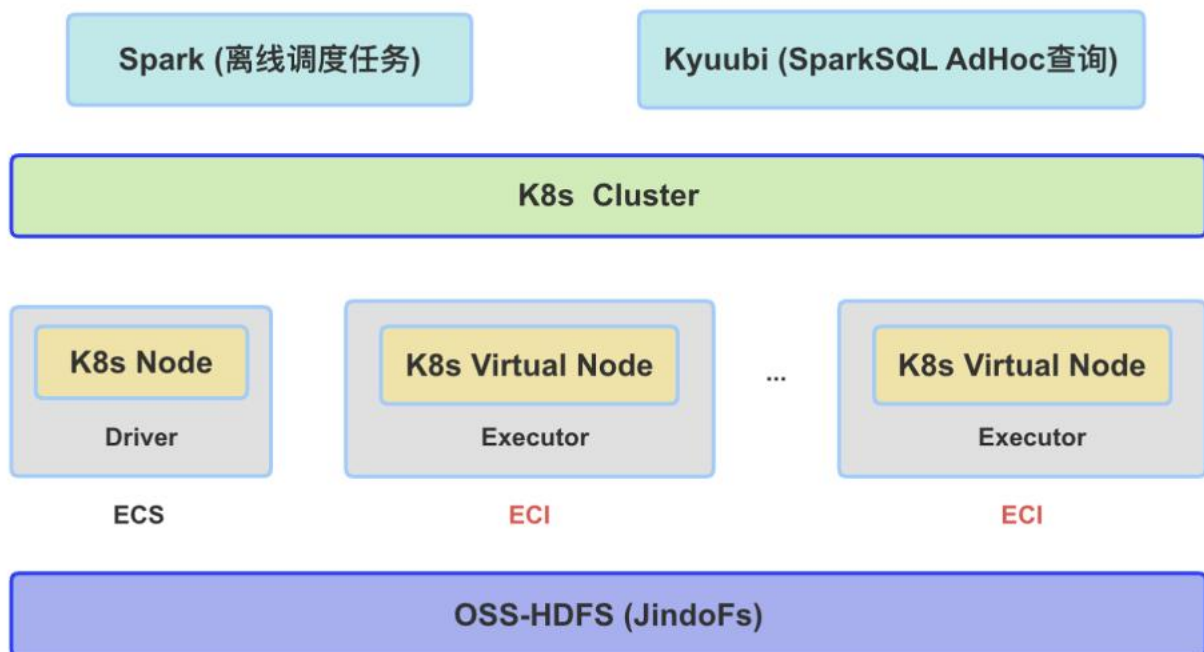 Spark (离线调度任务)
Kyuubi (SparkSQL AdHoc查询)
K8s Cluster
K8s Node
K8s Virtual Node
...
K8s Virtual Node
Driver
Executor
Executor
ECS
ECI
ECI
OSS-HDFS (JindoFs)